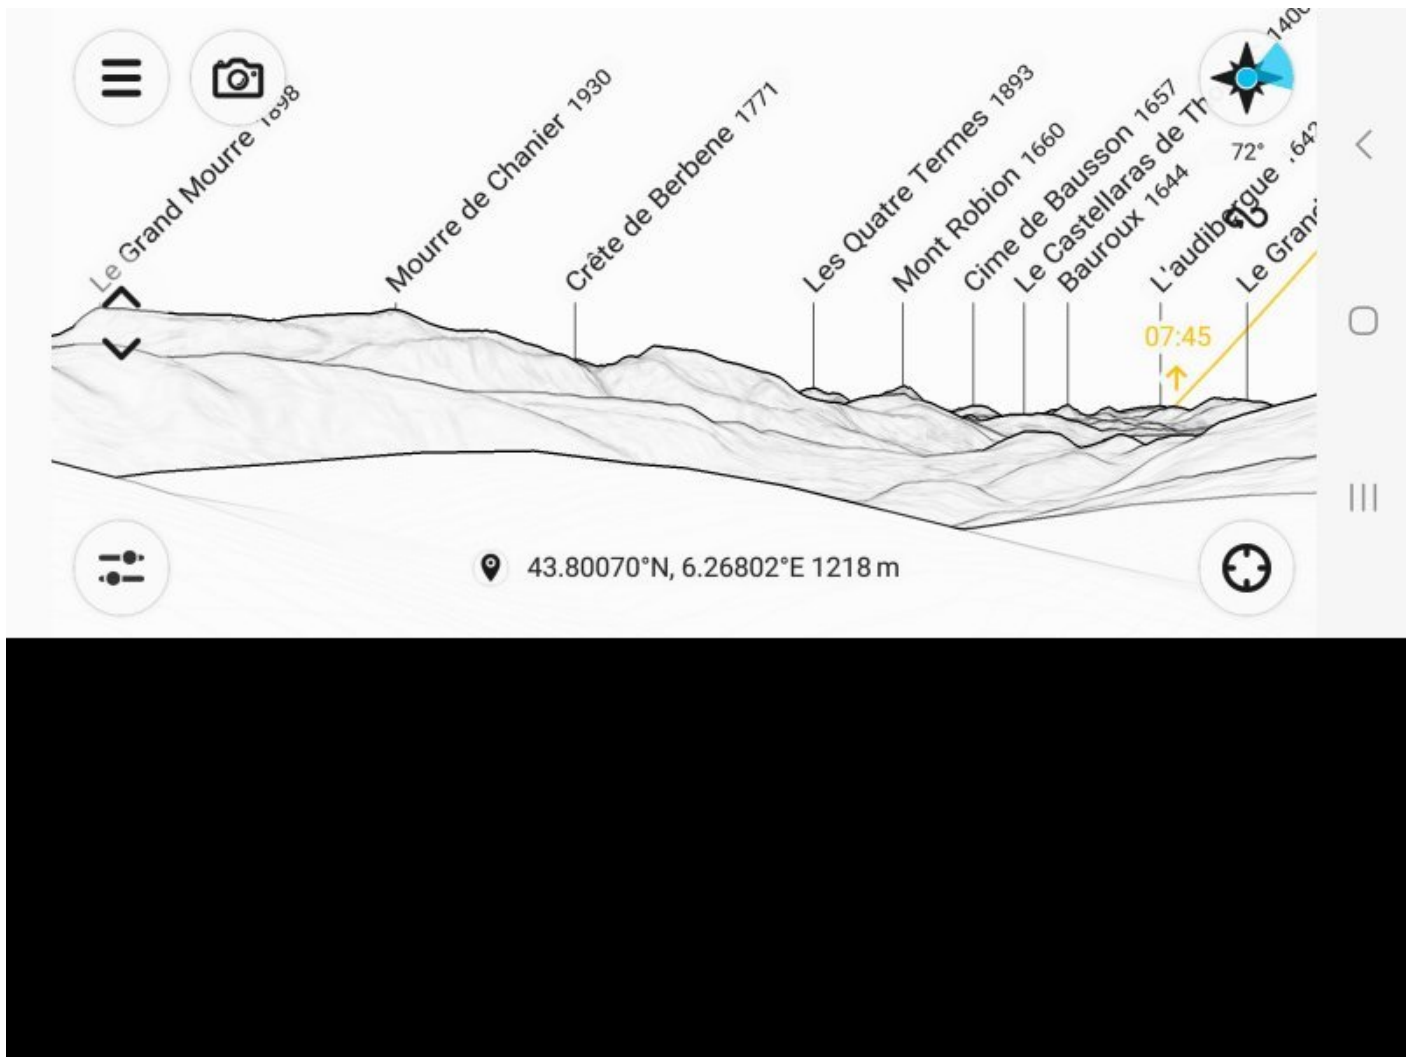 Le Grand Mourre 1898
Mourre de Chanier 1930
Crête de Berbene 1771
Les Quatre Termes 1893
Mont Robion 1660
Cime de Bausson 1657
Le Castellaras de
Bauroux 1644
L'audibergue
Le Grand
1400
72°
07:45
43.80070°N, 6.26802°E 1218 m